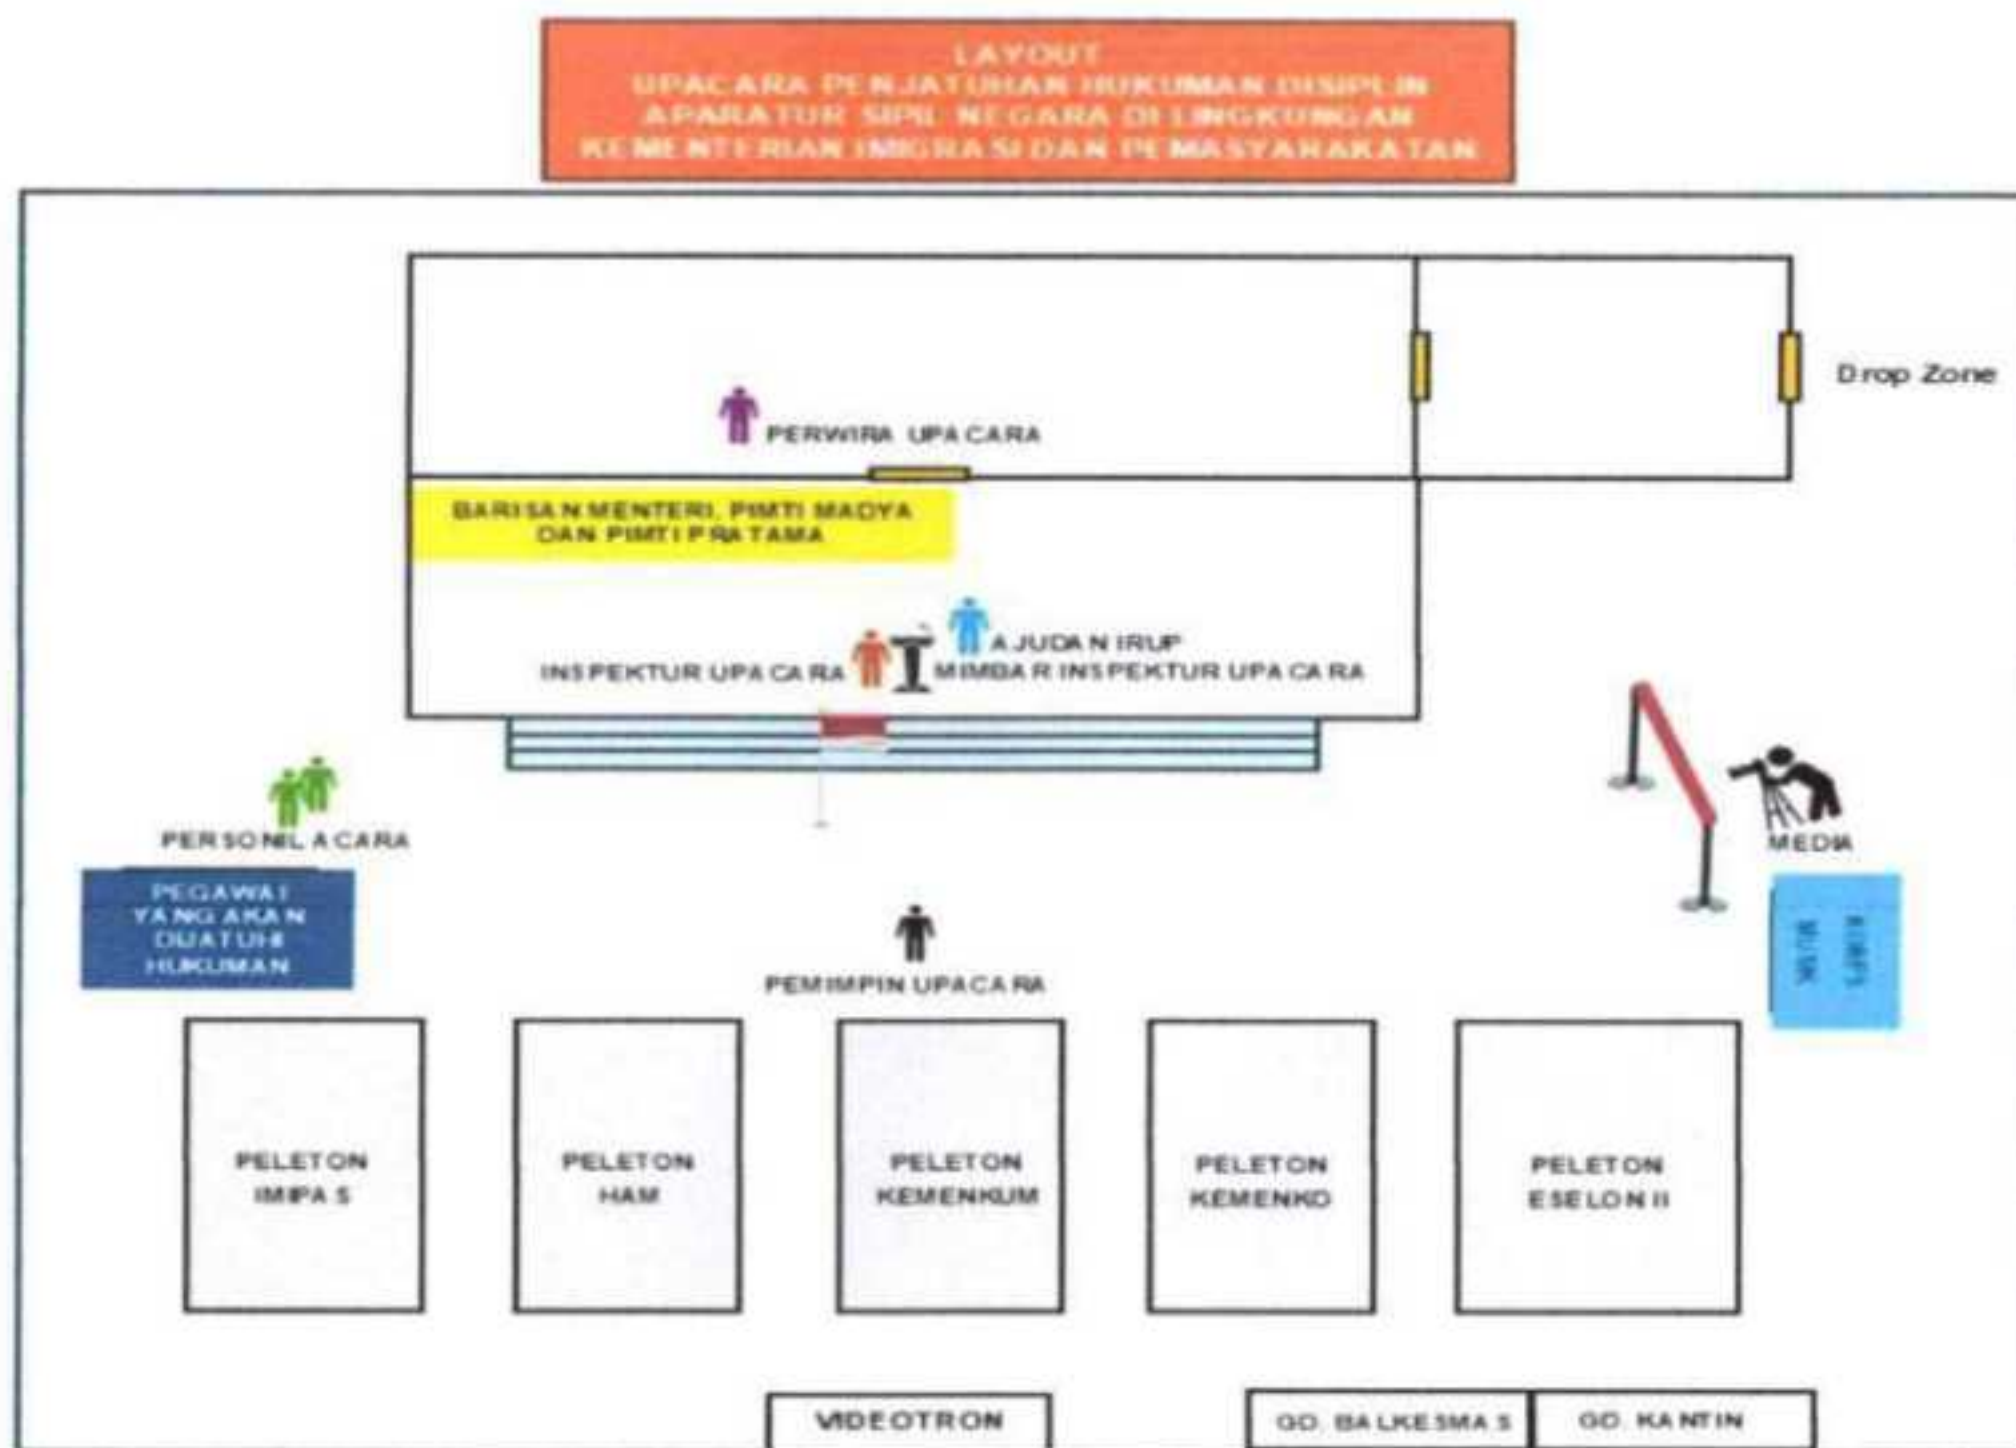 LAYOUT
UPACARA PENJATUHAN HUKUMAN DISIPLIN
APARATUR SIPIL NEGARA DI LINGKUNGAN
KEMENTERIAN IMIGRASI DAN PEMASYARAKATAN
Drop Zone
PERWIRA UPACARA
BARISAN MENTERI, PIMTI MADYA
DAN PIMTI PRATAMA
AJUDAN IRUP
INSPEKTUR UPACARA
MIMBAR INSPEKTUR UPACARA
PERSONIL ACARA
MEDIA
PEGAWAI
YANG AKAN
DIJATUHI
HUKUMAN
KORPS
MUSIK
PEMIMPIN UPACARA
PELETON
IMIPAS
PELETON
HAM
PELETON
KEMENKUM
PELETON
KEMENKO
PELETON
ESELON II
VIDEOTRON
GD. BALKESMAS
GD. KANTIN